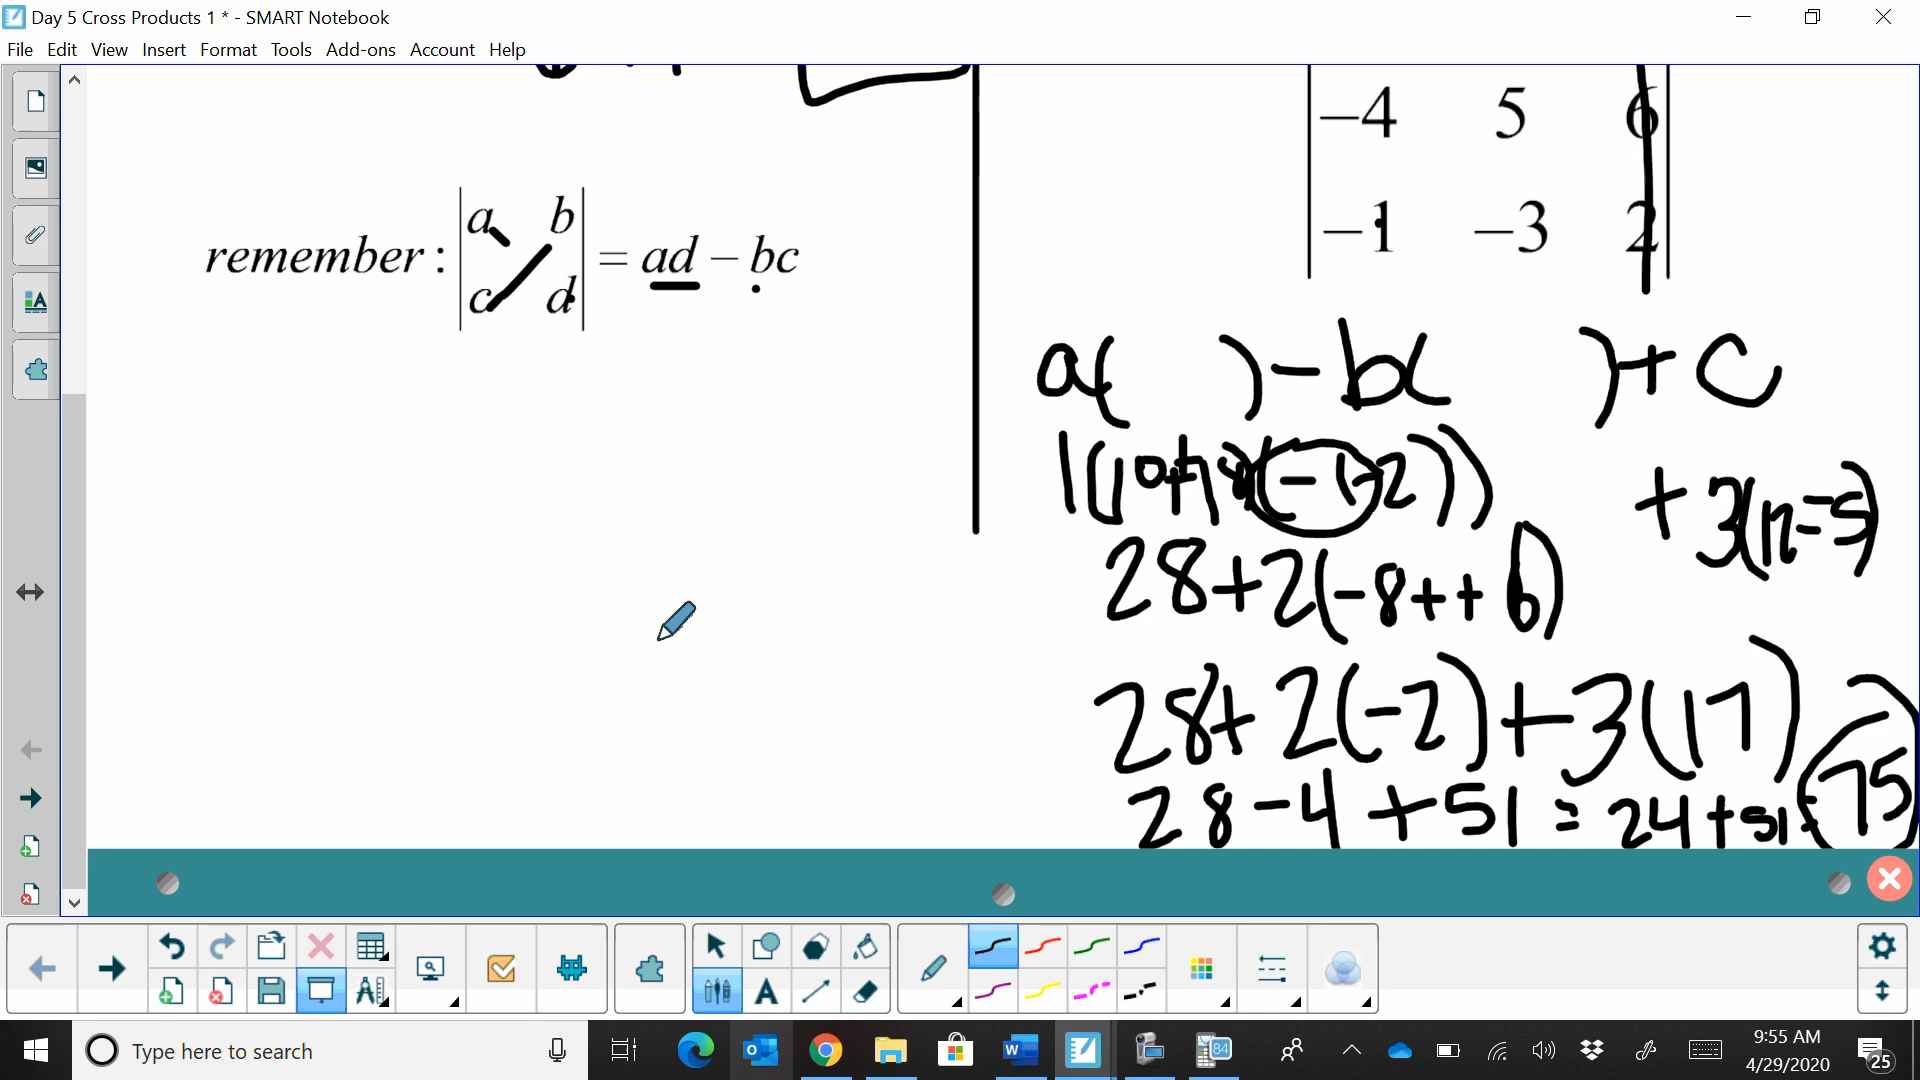 Day 5 Cross Products 1 * - SMART Notebook
File Edit View Insert Format Tools Add-ons Account Help
−4 5 6
−1 −3 2
remember: |a b
c d| = ad − bc
a( ) − b( ) + c
+ 3(12−−5)
28+2(-8++6)
28+2(-2)+3(17)
28-4+51 = 24+51=75
Type here to search
84
9:55 AM
4/29/2020
25